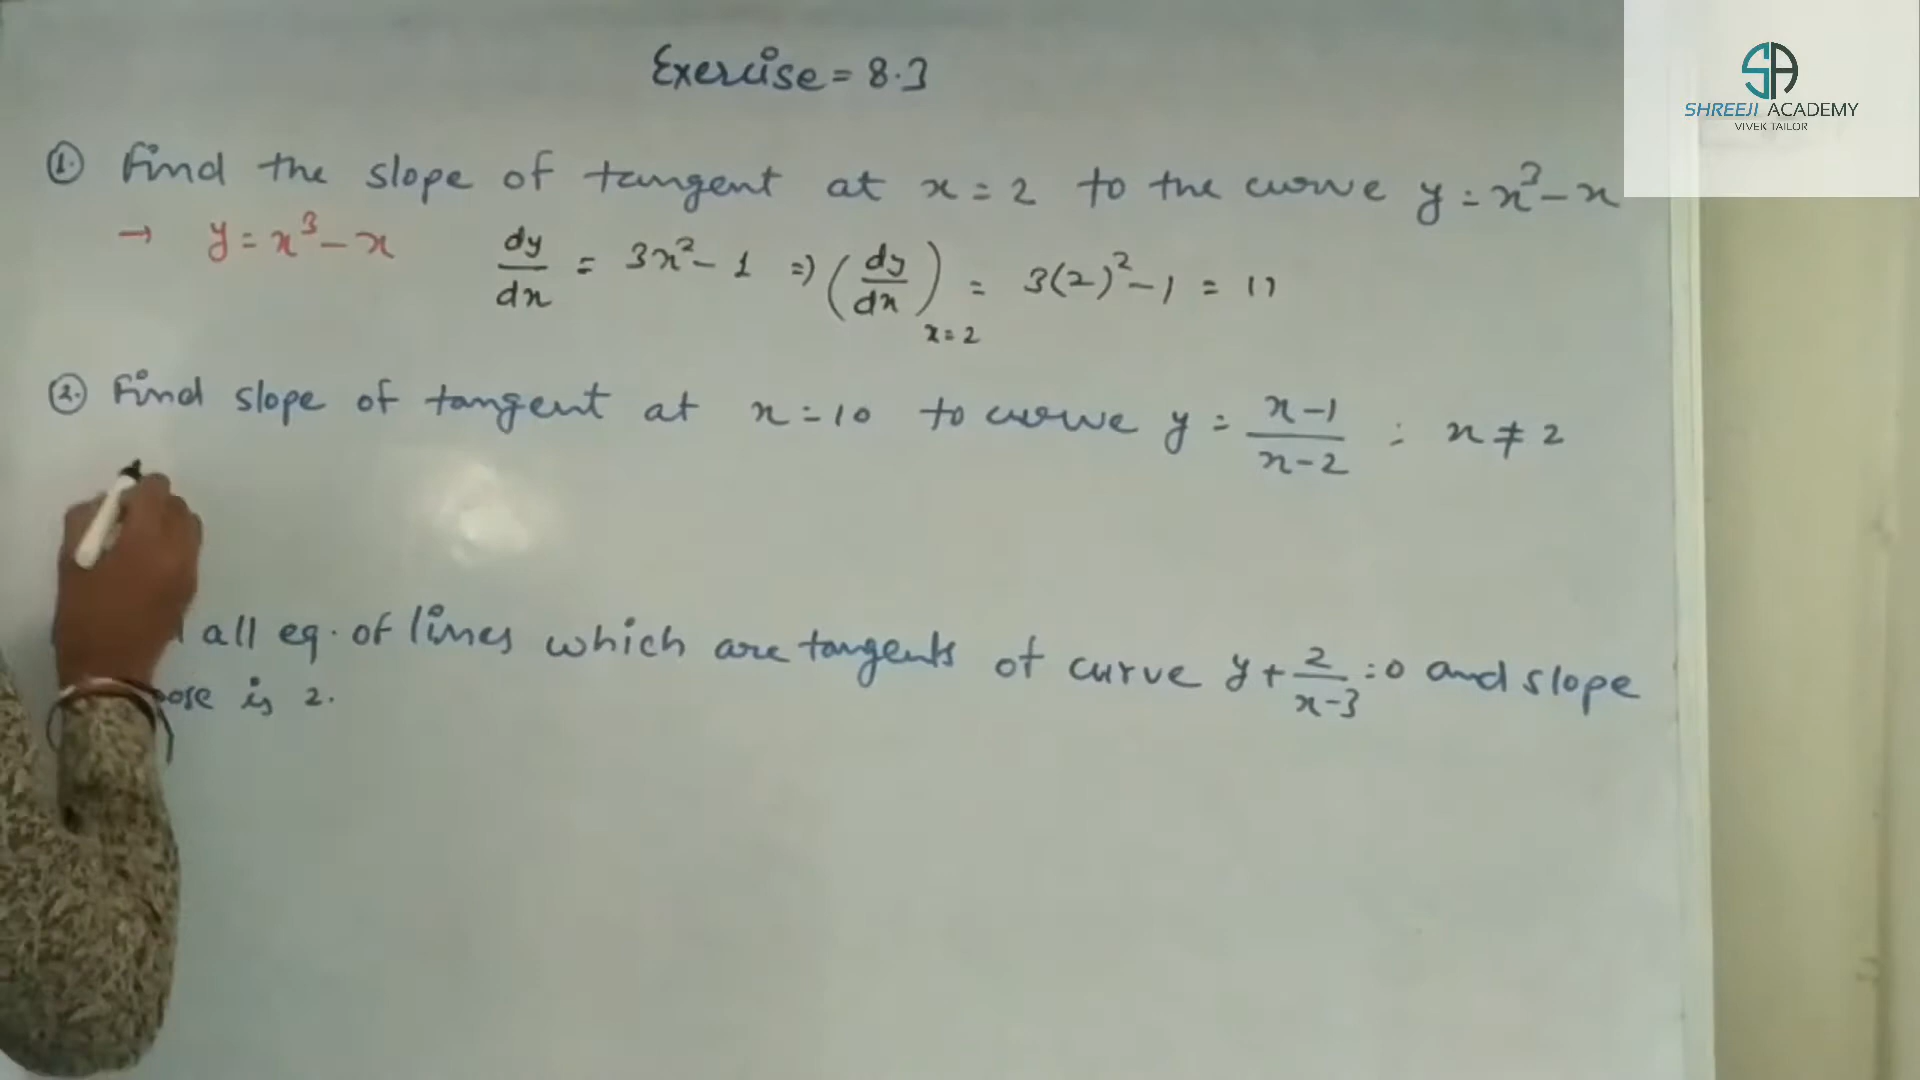 Exercise = 8.3
SA
SHREEJI ACADEMY
VIVEK TAILOR
① Find the slope of tangent at x = 2 to the curve y = x³ - x
→ y = x³ - x dy/dx = 3x² - 1 ⇒ (dy/dx)x=2 = 3(2)² - 1 = 11
② Find slope of tangent at x = 10 to curve y = (x-1)/(x-2) : x ≠ 2
all eq. of lines which are tangents of curve y + 2/(x-3) = 0 and slope
is 2.